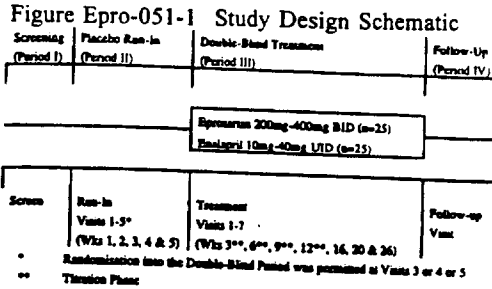 Figure Epro-051-1 Study Design Schematic
Screening Placebo Run-In Double-Blind Treatment Follow-Up
(Period I) (Period II) (Period III) (Period IV)
Eprosartan 200mg-400mg BID (n=25)
Enalapril 10mg-40mg UID (n=25)
Screen Run-In Treatment Follow-up
Visits 1-5* Visits 1-7 Visit
(Wks 1, 2, 3, 4 & 5) (Wks 3**, 6**, 9**, 12**, 16, 20 & 26)
* Randomisation into the Double-Blind Period was permitted at Visits 3 or 4 or 5
** Titration Phase